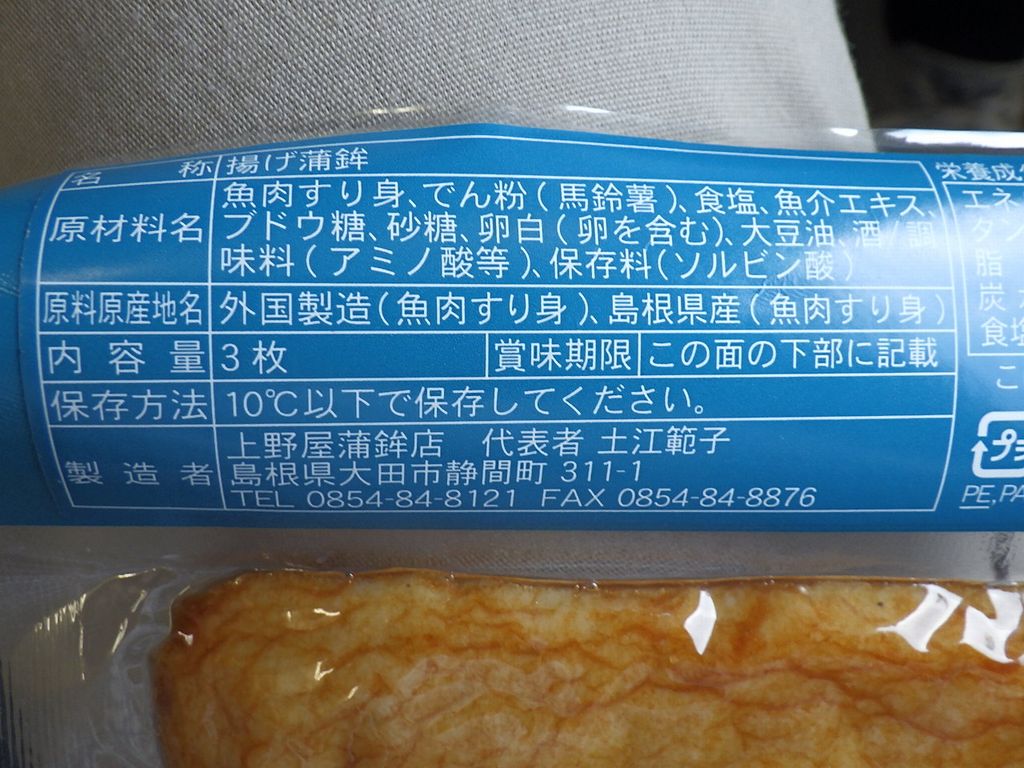 名称 揚げ蒲鉾
原材料名 魚肉すり身、でん粉(馬鈴薯)、食塩、魚介エキス、
ブドウ糖、砂糖、卵白(卵を含む)、大豆油、酒/調
味料(アミノ酸等)、保存料(ソルビン酸)
原料原産地名 外国製造(魚肉すり身)、島根県産(魚肉すり身)
内容量 3枚 賞味期限 この面の下部に記載
保存方法 10℃以下で保存してください。
製造者 上野屋蒲鉾店 代表者 土江範子
島根県大田市静間町 311-1
TEL 0854-84-8121 FAX 0854-84-8876
栄養成
エネ
タン
脂
炭
食塩
こ
プラ
PE,PA